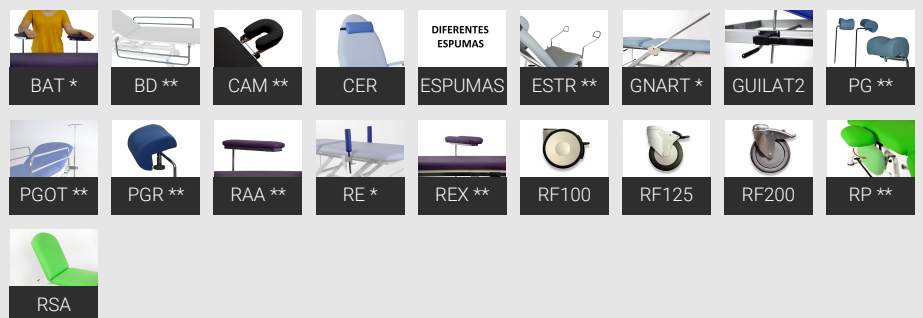 BAT *
BD **
CAM **
CER
DIFERENTES
ESPUMAS
ESPUMAS
ESTR **
GNART *
GUILAT2
PG **
PGOT **
PGR **
RAA **
RE *
REX **
RF100
RF125
RF200
RP **
RSA